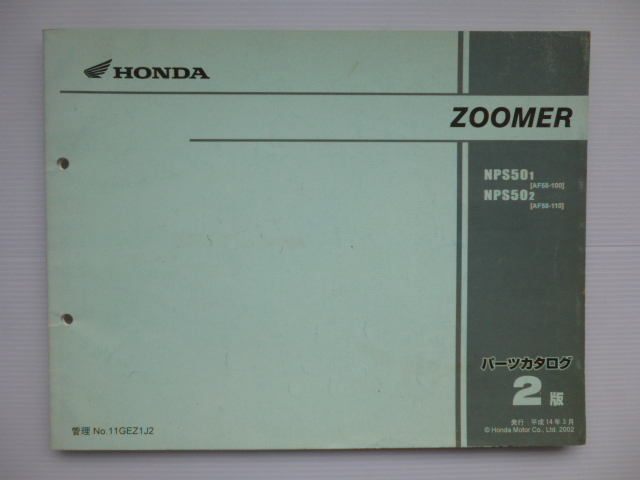 HONDA
ZOOMER
NPS501
[AF58-100]
NPS502
[AF58-110]
パーツカタログ
2版
発行 平成14年3月
© Honda Motor Co., Ltd. 2002
管理 No.11GEZ1J2